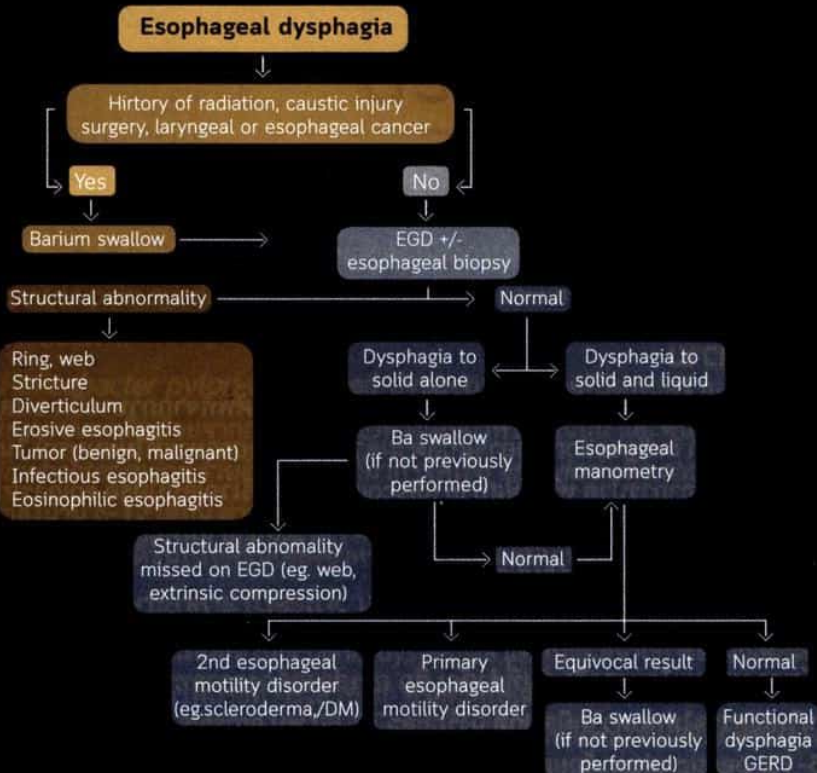 Esophageal dysphagia
Hirtory of radiation, caustic injury
surgery, laryngeal or esophageal cancer
Yes
No
Barium swallow
EGD +/-
esophageal biopsy
Structural abnormality
Normal
Ring, web
Stricture
Diverticulum
Erosive esophagitis
Tumor (benign, malignant)
Infectious esophagitis
Eosinophilic esophagitis
Dysphagia to
solid alone
Dysphagia to
solid and liquid
Ba swallow
(if not previously
performed)
Esophageal
manometry
Structural abnomality
missed on EGD (eg. web,
extrinsic compression)
Normal
2nd esophageal
motility disorder
(eg.scleroderma,/DM)
Primary
esophageal
motility disorder
Equivocal result
Ba swallow
(if not previously
performed)
Normal
Functional
dysphagia
GERD